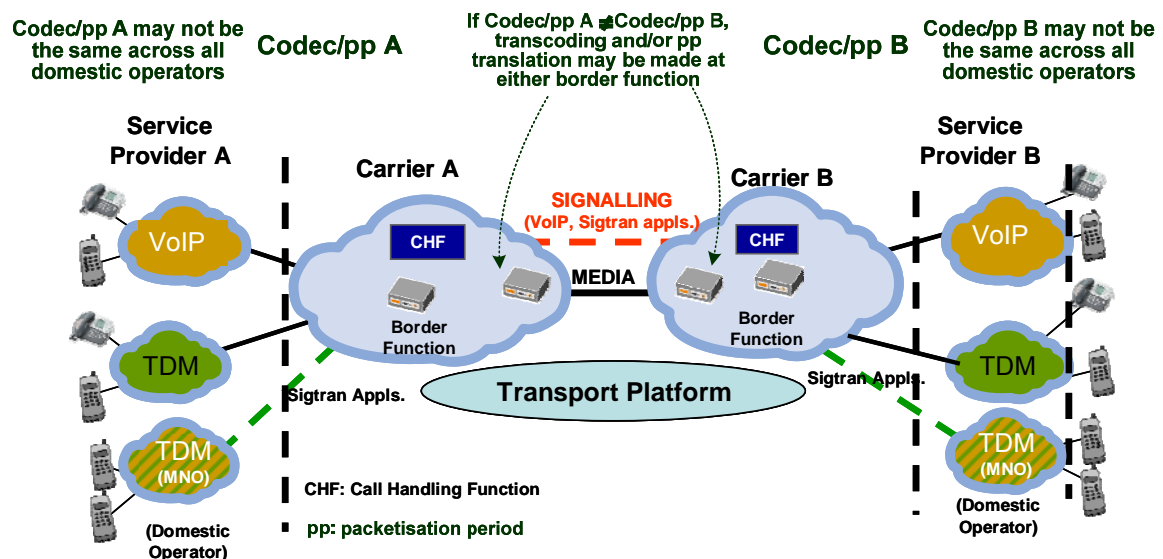 Codec/pp A may not be
the same across all
domestic operators
Codec/pp A
If Codec/pp A ≠Codec/pp B,
transcoding and/or pp
translation may be made at
either border function
Codec/pp B
Codec/pp B may not be
the same across all
domestic operators
Service
Provider A
Carrier A
SIGNALLING
(VoIP, Sigtran appls.)
Carrier B
Service
Provider B
VoIP
CHF
MEDIA
CHF
VoIP
Border
Function
Border
Function
TDM
TDM
Sigtran Appls.
Transport Platform
Sigtran Appls.
TDM
(MNO)
TDM
(MNO)
CHF: Call Handling Function
pp: packetisation period
(Domestic
Operator)
(Domestic
Operator)